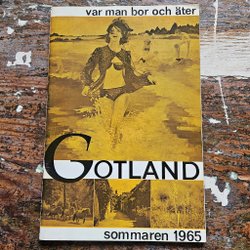 var man bor och äter
GOTLAND
sommaren 1965